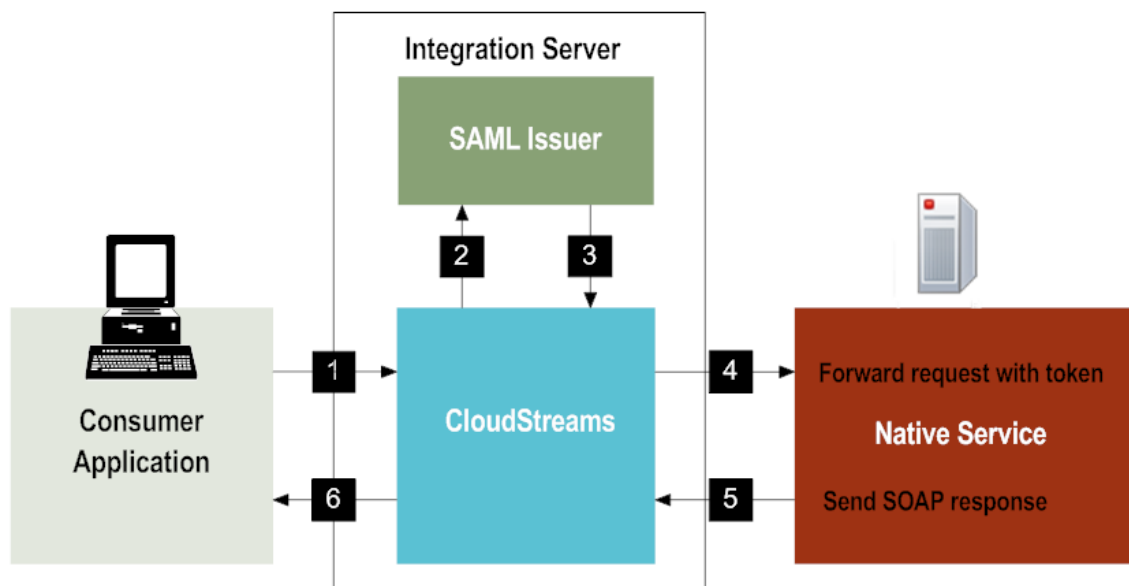 Integration Server
SAML Issuer
2
3
1
4
Forward request with token
Consumer
Application
CloudStreams
Native Service
6
5
Send SOAP response